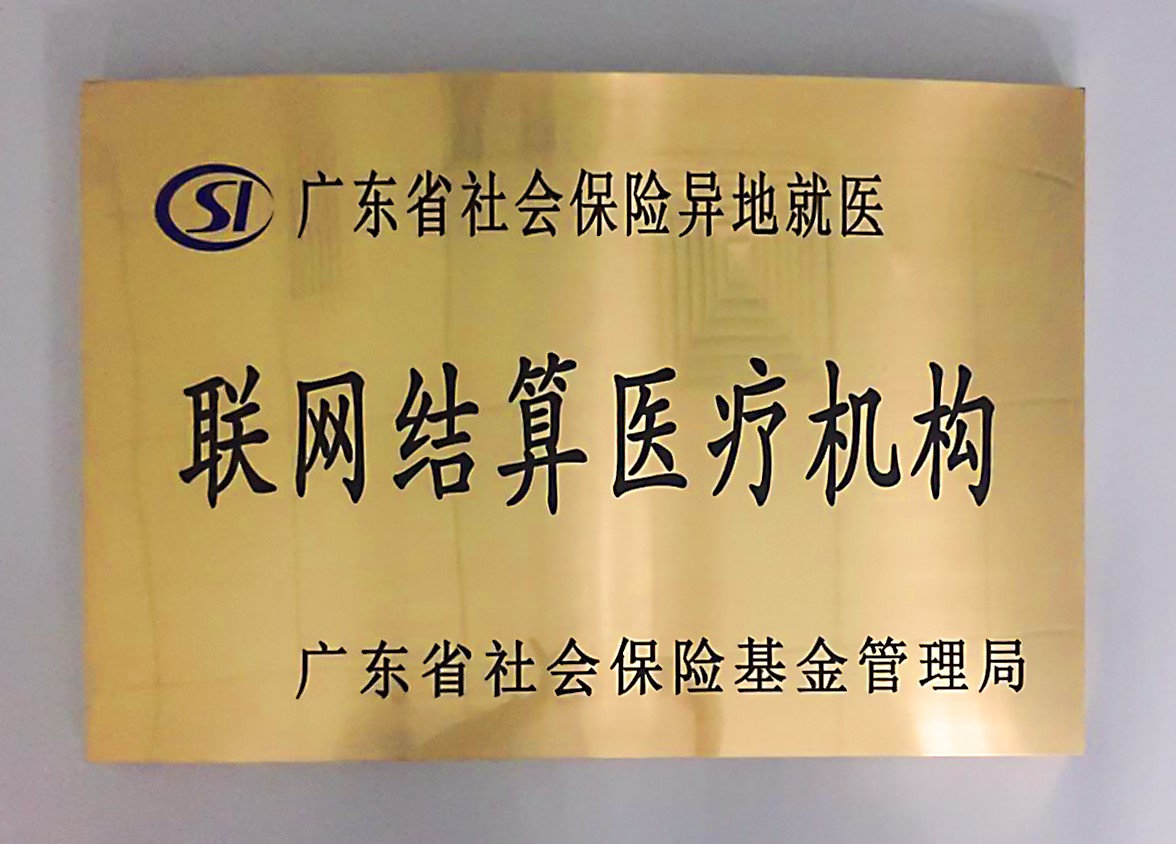 SI 广东省社会保险异地就医
联网结算医疗机构
广东省社会保险基金管理局